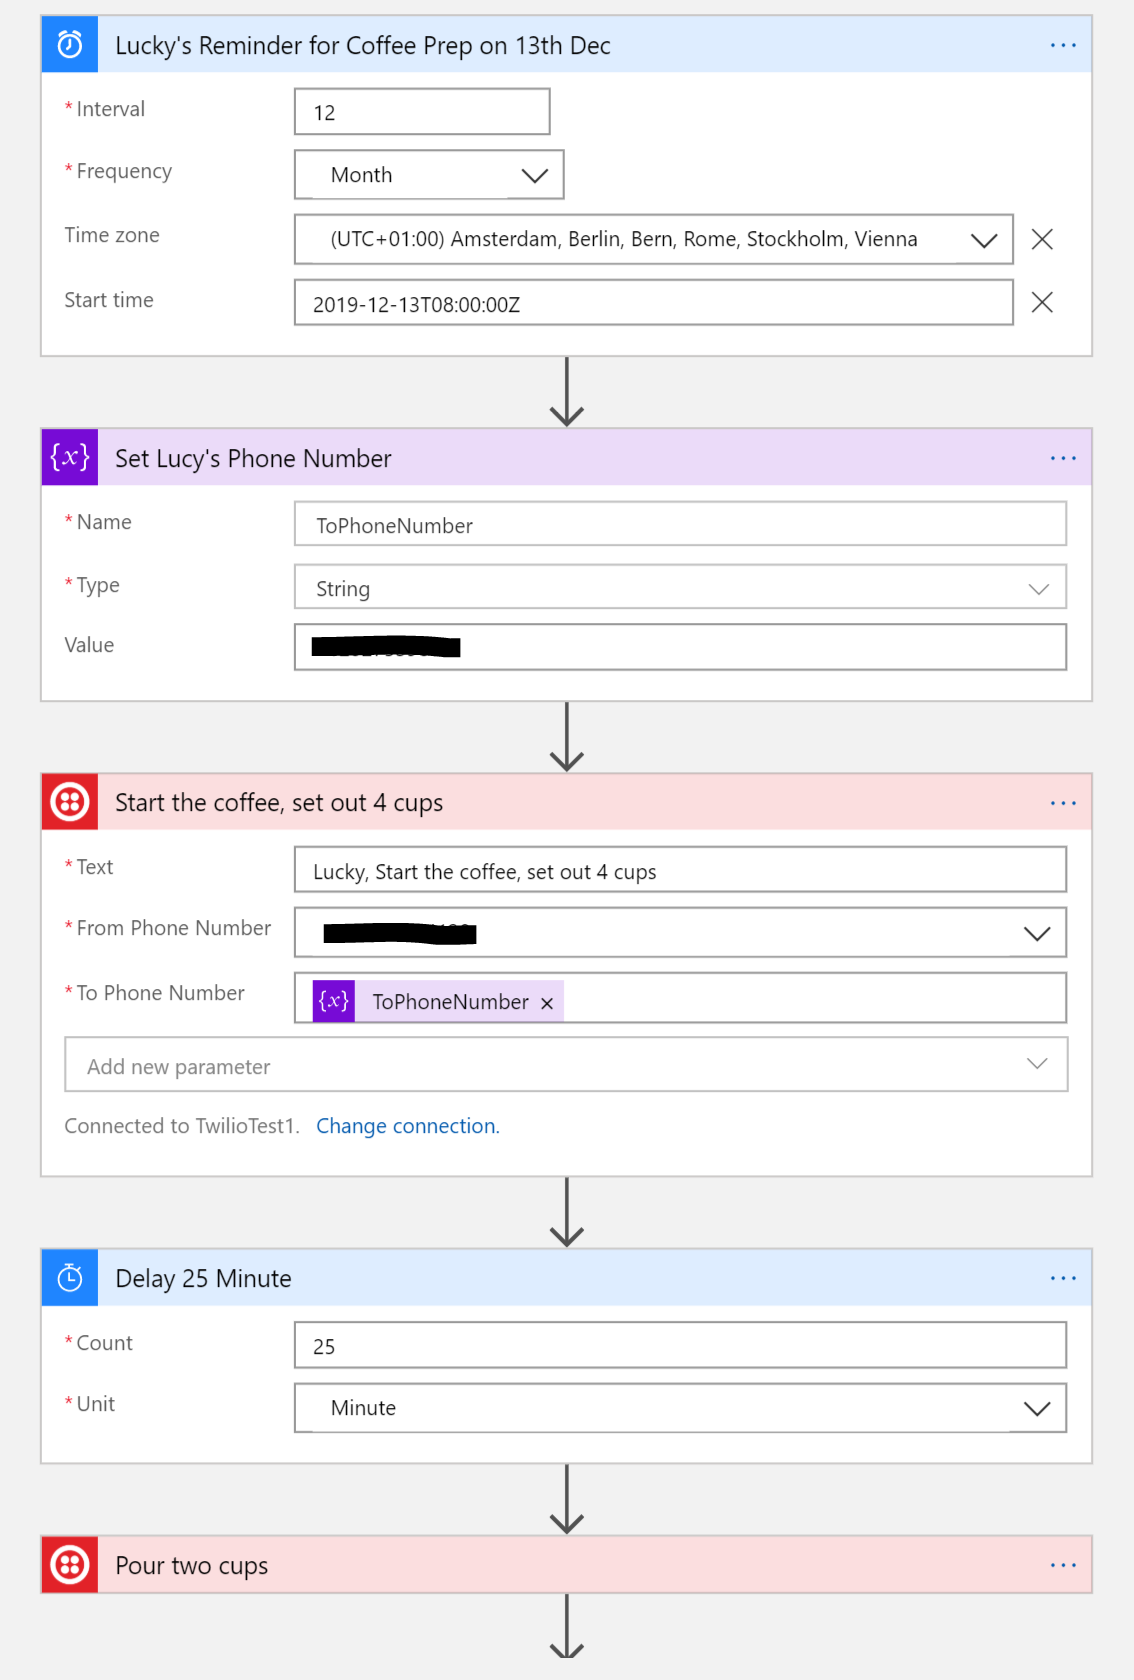 Lucky's Reminder for Coffee Prep on 13th Dec
* Interval
12
* Frequency
Month
Time zone
(UTC+01:00) Amsterdam, Berlin, Bern, Rome, Stockholm, Vienna
Start time
2019-12-13T08:00:00Z
{x} Set Lucy's Phone Number
* Name
ToPhoneNumber
* Type
String
Value
Start the coffee, set out 4 cups
* Text
Lucky, Start the coffee, set out 4 cups
* From Phone Number
* To Phone Number
{x} ToPhoneNumber ×
Add new parameter
Connected to TwilioTest1. Change connection.
Delay 25 Minute
* Count
25
* Unit
Minute
Pour two cups